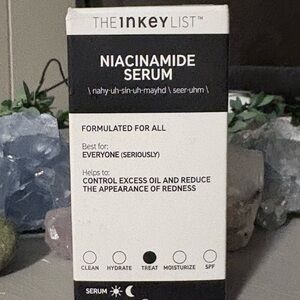 THE INKEY LIST™
NIACINAMIDE
SERUM
\ nahy-uh-sin-uh-mayhd \ seer-uhm \
FORMULATED FOR ALL
Best for:
EVERYONE (SERIOUSLY)
Helps to:
CONTROL EXCESS OIL AND REDUCE
THE APPEARANCE OF REDNESS
CLEAN HYDRATE TREAT MOISTURIZE SPF
SERUM